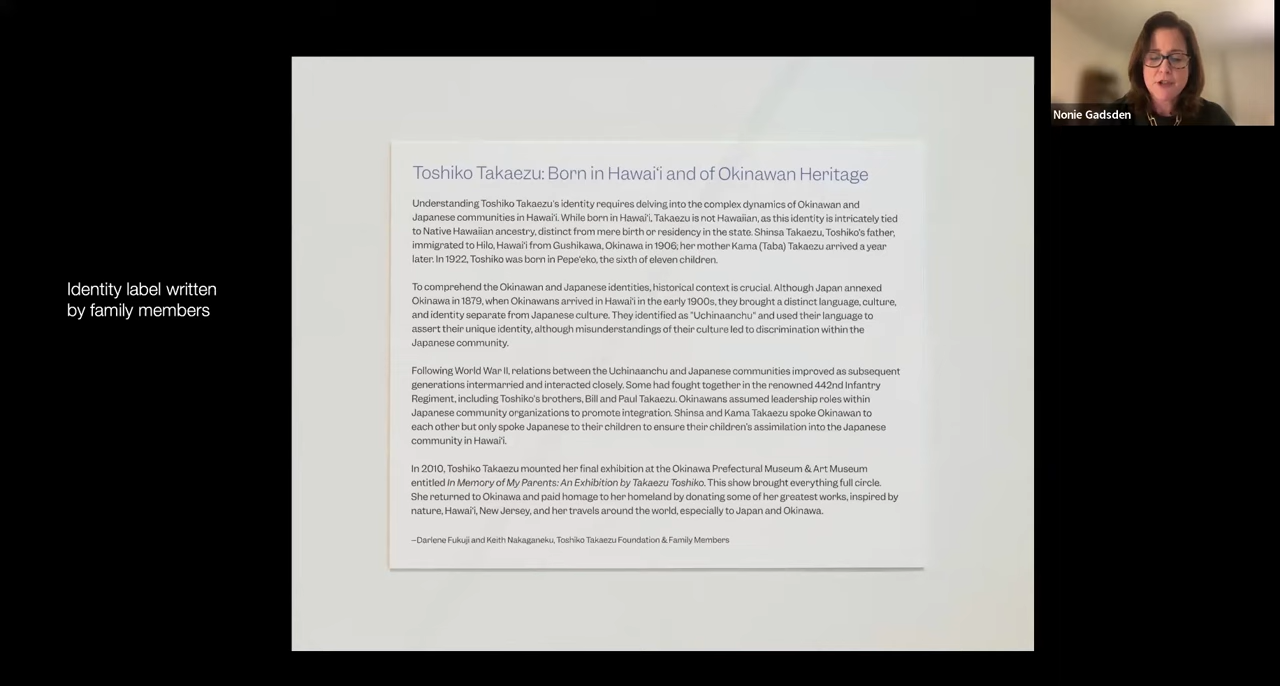 Nonie Gadsden
Identity label written
by family members
Toshiko Takaezu: Born in Hawai‘i and of Okinawan Heritage
Understanding Toshiko Takaezu's identity requires delving into the complex dynamics of Okinawan and
Japanese communities in Hawai‘i. While born in Hawai‘i, Takaezu is not Hawaiian, as this identity is intricately tied
to Native Hawaiian ancestry, distinct from mere birth or residency in the state. Shinsa Takaezu, Toshiko's father,
immigrated to Hilo, Hawai‘i from Gushikawa, Okinawa in 1906; her mother Kama (Taba) Takaezu arrived a year
later. In 1922, Toshiko was born in Pepe‘eko, the sixth of eleven children.
To comprehend the Okinawan and Japanese identities, historical context is crucial. Although Japan annexed
Okinawa in 1879, when Okinawans arrived in Hawai‘i in the early 1900s, they brought a distinct language, culture,
and identity separate from Japanese culture. They identified as "Uchinaanchu" and used their language to
assert their unique identity, although misunderstandings of their culture led to discrimination within the
Japanese community.
Following World War II, relations between the Uchinaanchu and Japanese communities improved as subsequent
generations intermarried and interacted closely. Some had fought together in the renowned 442nd Infantry
Regiment, including Toshiko's brothers, Bill and Paul Takaezu. Okinawans assumed leadership roles within
Japanese community organizations to promote integration. Shinsa and Kama Takaezu spoke Okinawan to
each other but only spoke Japanese to their children to ensure their children's assimilation into the Japanese
community in Hawai‘i.
In 2010, Toshiko Takaezu mounted her final exhibition at the Okinawa Prefectural Museum & Art Museum
entitled In Memory of My Parents: An Exhibition by Takaezu Toshiko. This show brought everything full circle.
She returned to Okinawa and paid homage to her homeland by donating some of her greatest works, inspired by
nature, Hawai‘i, New Jersey, and her travels around the world, especially to Japan and Okinawa.
—Darlene Fukuji and Keith Nakaganeku, Toshiko Takaezu Foundation & Family Members